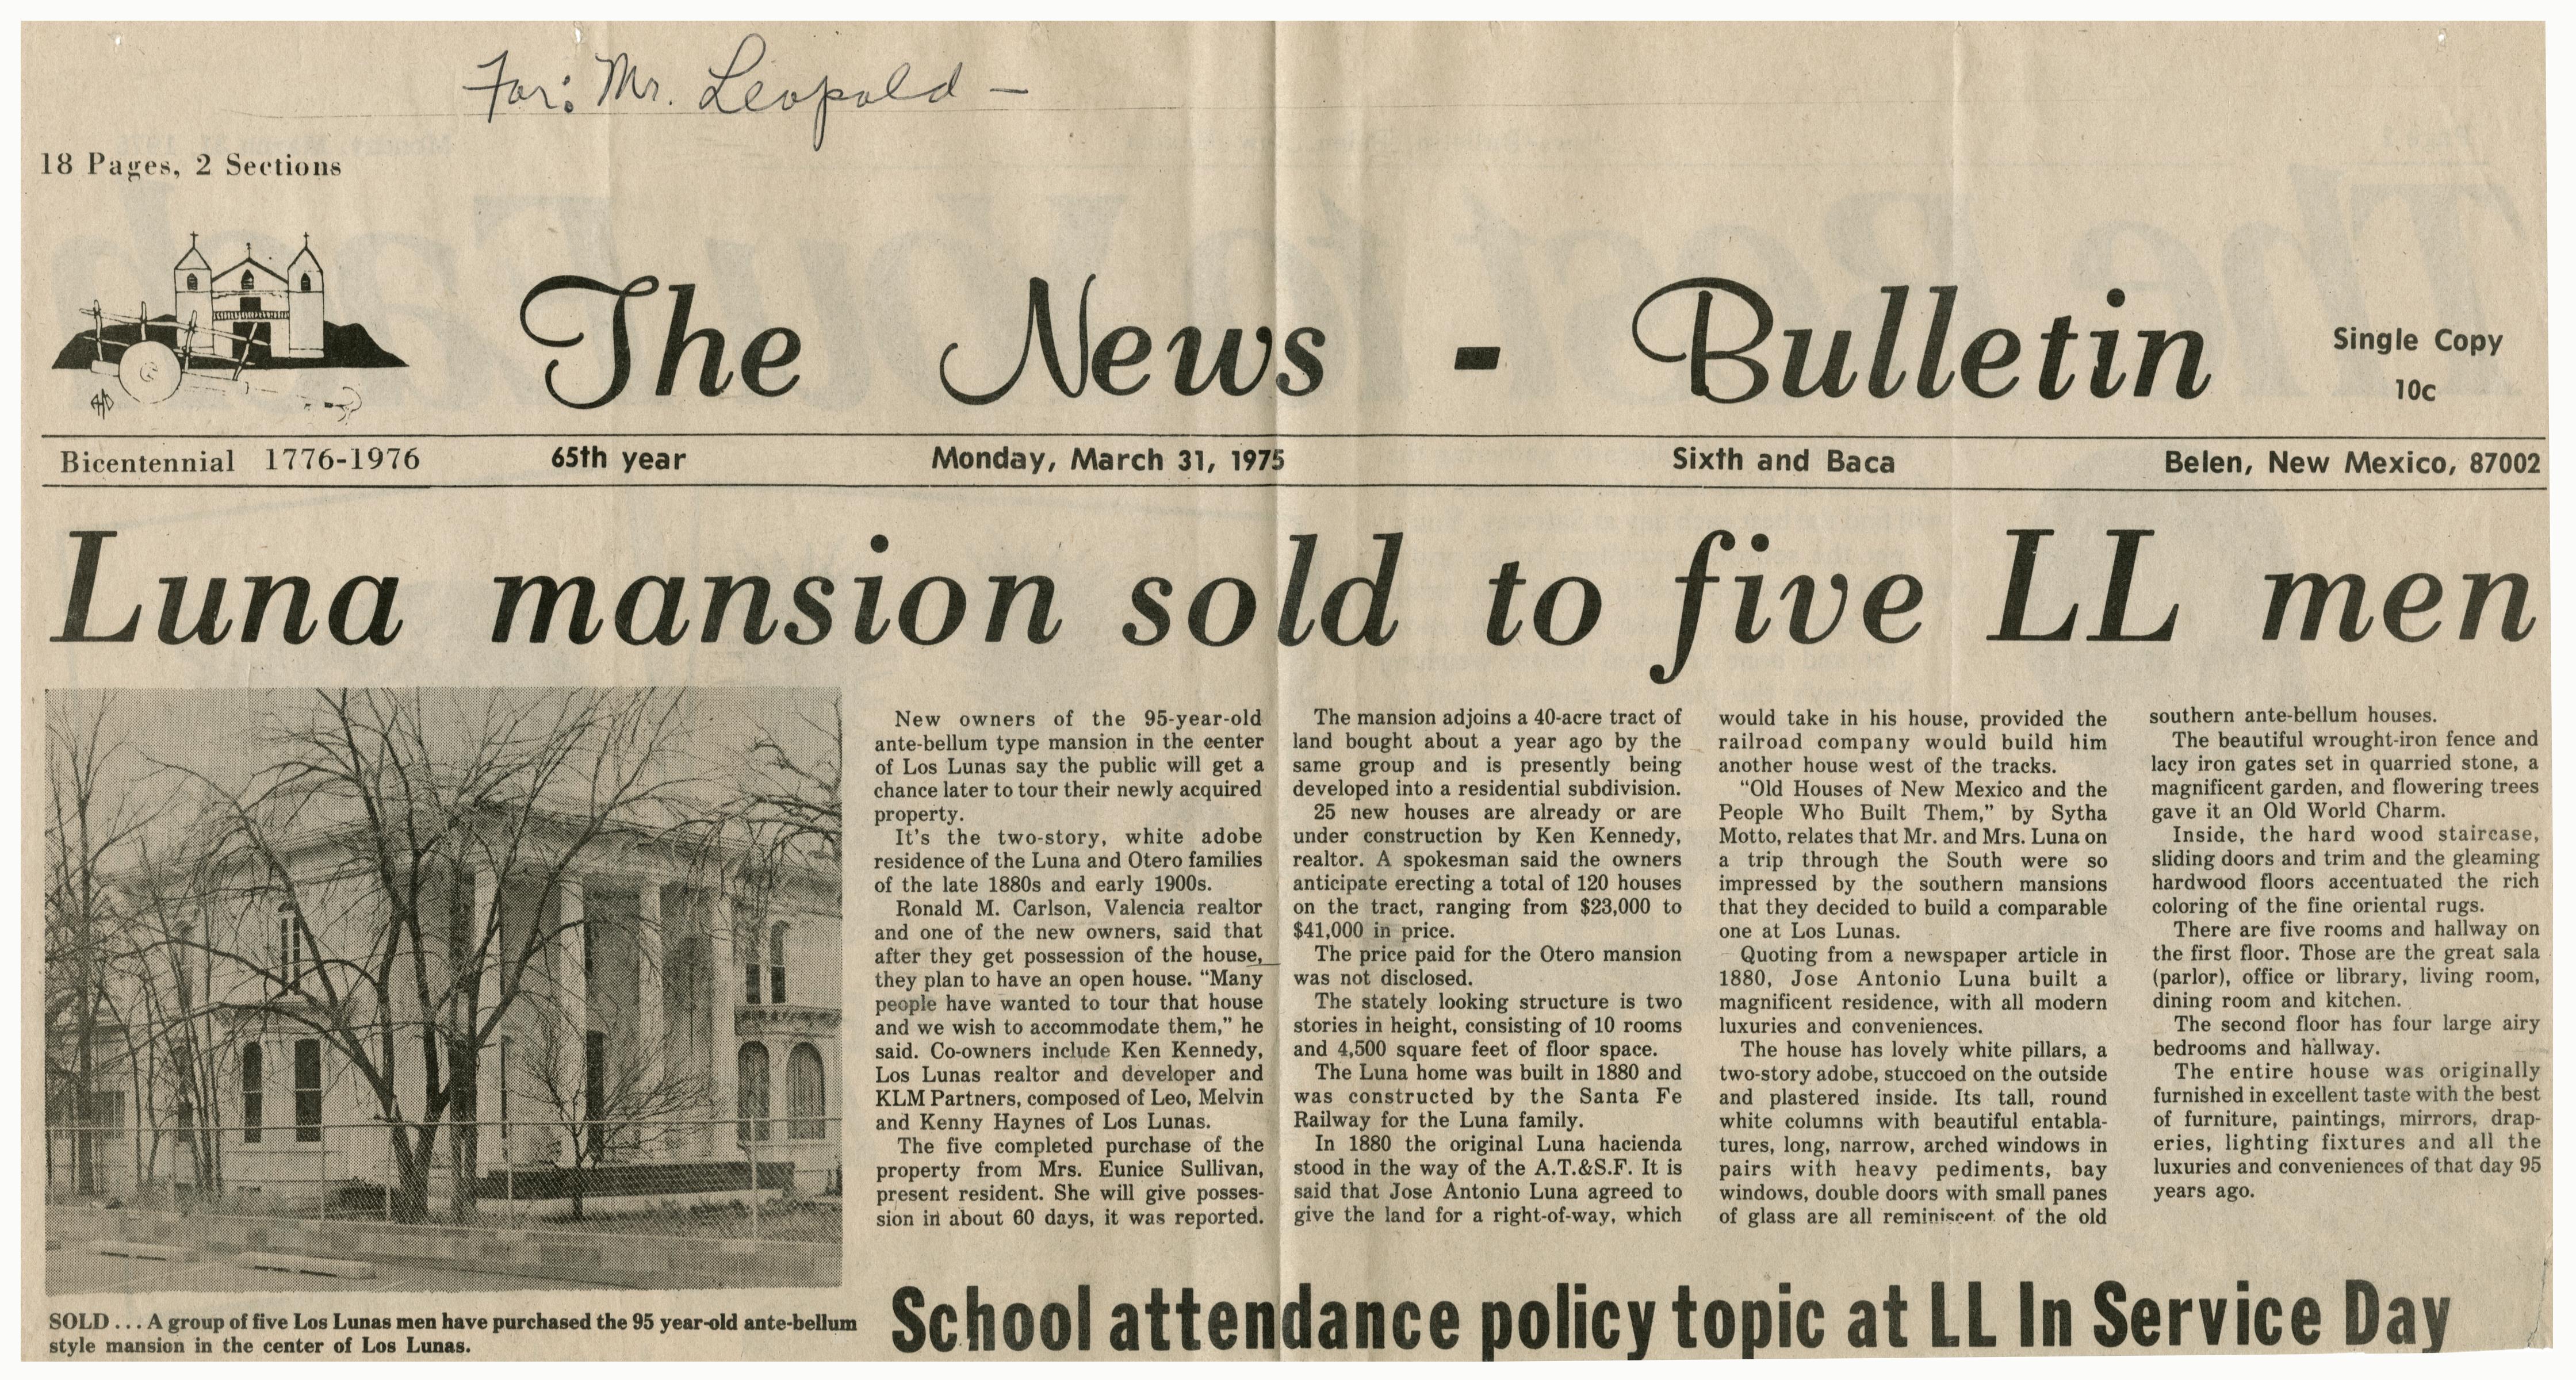 For: Mr. Leopold —
18 Pages, 2 Sections
The News - Bulletin
Single Copy
10c
Bicentennial 1776-1976
65th year
Monday, March 31, 1975
Sixth and Baca
Belen, New Mexico, 87002
Luna mansion sold to five LL men
New owners of the 95-year-old
ante-bellum type mansion in the center
of Los Lunas say the public will get a
chance later to tour their newly acquired
property.
It's the two-story, white adobe
residence of the Luna and Otero families
of the late 1880s and early 1900s.
Ronald M. Carlson, Valencia realtor
and one of the new owners, said that
after they get possession of the house,
they plan to have an open house. "Many
people have wanted to tour that house
and we wish to accommodate them," he
said. Co-owners include Ken Kennedy,
Los Lunas realtor and developer and
KLM Partners, composed of Leo, Melvin
and Kenny Haynes of Los Lunas.
The five completed purchase of the
property from Mrs. Eunice Sullivan,
present resident. She will give posses-
sion in about 60 days, it was reported.
The mansion adjoins a 40-acre tract of
land bought about a year ago by the
same group and is presently being
developed into a residential subdivision.
25 new houses are already or are
under construction by Ken Kennedy,
realtor. A spokesman said the owners
anticipate erecting a total of 120 houses
on the tract, ranging from $23,000 to
$41,000 in price.
The price paid for the Otero mansion
was not disclosed.
The stately looking structure is two
stories in height, consisting of 10 rooms
and 4,500 square feet of floor space.
The Luna home was built in 1880 and
was constructed by the Santa Fe
Railway for the Luna family.
In 1880 the original Luna hacienda
stood in the way of the A.T.&S.F. It is
said that Jose Antonio Luna agreed to
give the land for a right-of-way, which
would take in his house, provided the
railroad company would build him
another house west of the tracks.
"Old Houses of New Mexico and the
People Who Built Them," by Sytha
Motto, relates that Mr. and Mrs. Luna on
a trip through the South were so
impressed by the southern mansions
that they decided to build a comparable
one at Los Lunas.
Quoting from a newspaper article in
1880, Jose Antonio Luna built a
magnificent residence, with all modern
luxuries and conveniences.
The house has lovely white pillars, a
two-story adobe, stuccoed on the outside
and plastered inside. Its tall, round
white columns with beautiful entabla-
tures, long, narrow, arched windows in
pairs with heavy pediments, bay
windows, double doors with small panes
of glass are all reminiscent of the old
southern ante-bellum houses.
The beautiful wrought-iron fence and
lacy iron gates set in quarried stone, a
magnificent garden, and flowering trees
gave it an Old World Charm.
Inside, the hard wood staircase,
sliding doors and trim and the gleaming
hardwood floors accentuated the rich
coloring of the fine oriental rugs.
There are five rooms and hallway on
the first floor. Those are the great sala
(parlor), office or library, living room,
dining room and kitchen.
The second floor has four large airy
bedrooms and hallway.
The entire house was originally
furnished in excellent taste with the best
of furniture, paintings, mirrors, drap-
eries, lighting fixtures and all the
luxuries and conveniences of that day 95
years ago.
SOLD . . . A group of five Los Lunas men have purchased the 95 year-old ante-bellum
style mansion in the center of Los Lunas.
School attendance policy topic at LL In Service Day